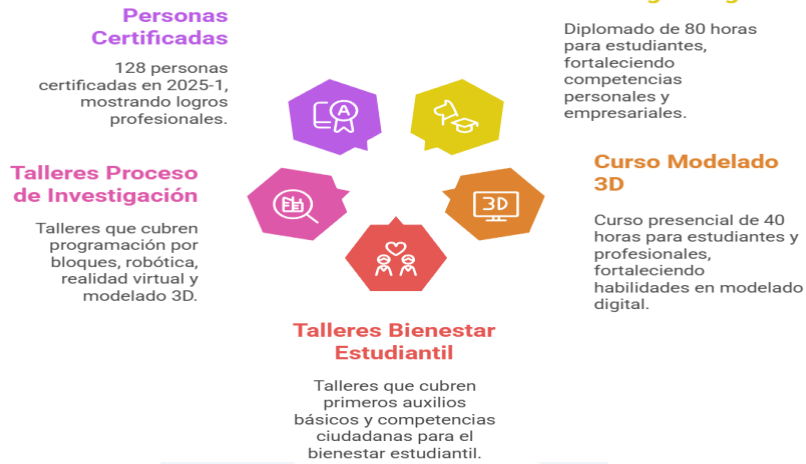 Personas
Certificadas
128 personas
certificadas en 2025-1,
mostrando logros
profesionales.
A
Diplomado de 80 horas
para estudiantes,
fortaleciendo
competencias
personales y
empresariales.
Talleres Proceso
de Investigación
Talleres que cubren
programación por
bloques, robótica,
realidad virtual y
modelado 3D.
3D
Curso Modelado
3D
Curso presencial de 40
horas para estudiantes y
profesionales,
fortaleciendo
habilidades en modelado
digital.
Talleres Bienestar
Estudiantil
Talleres que cubren
primeros auxilios
básicos y competencias
ciudadanas para el
bienestar estudiantil.